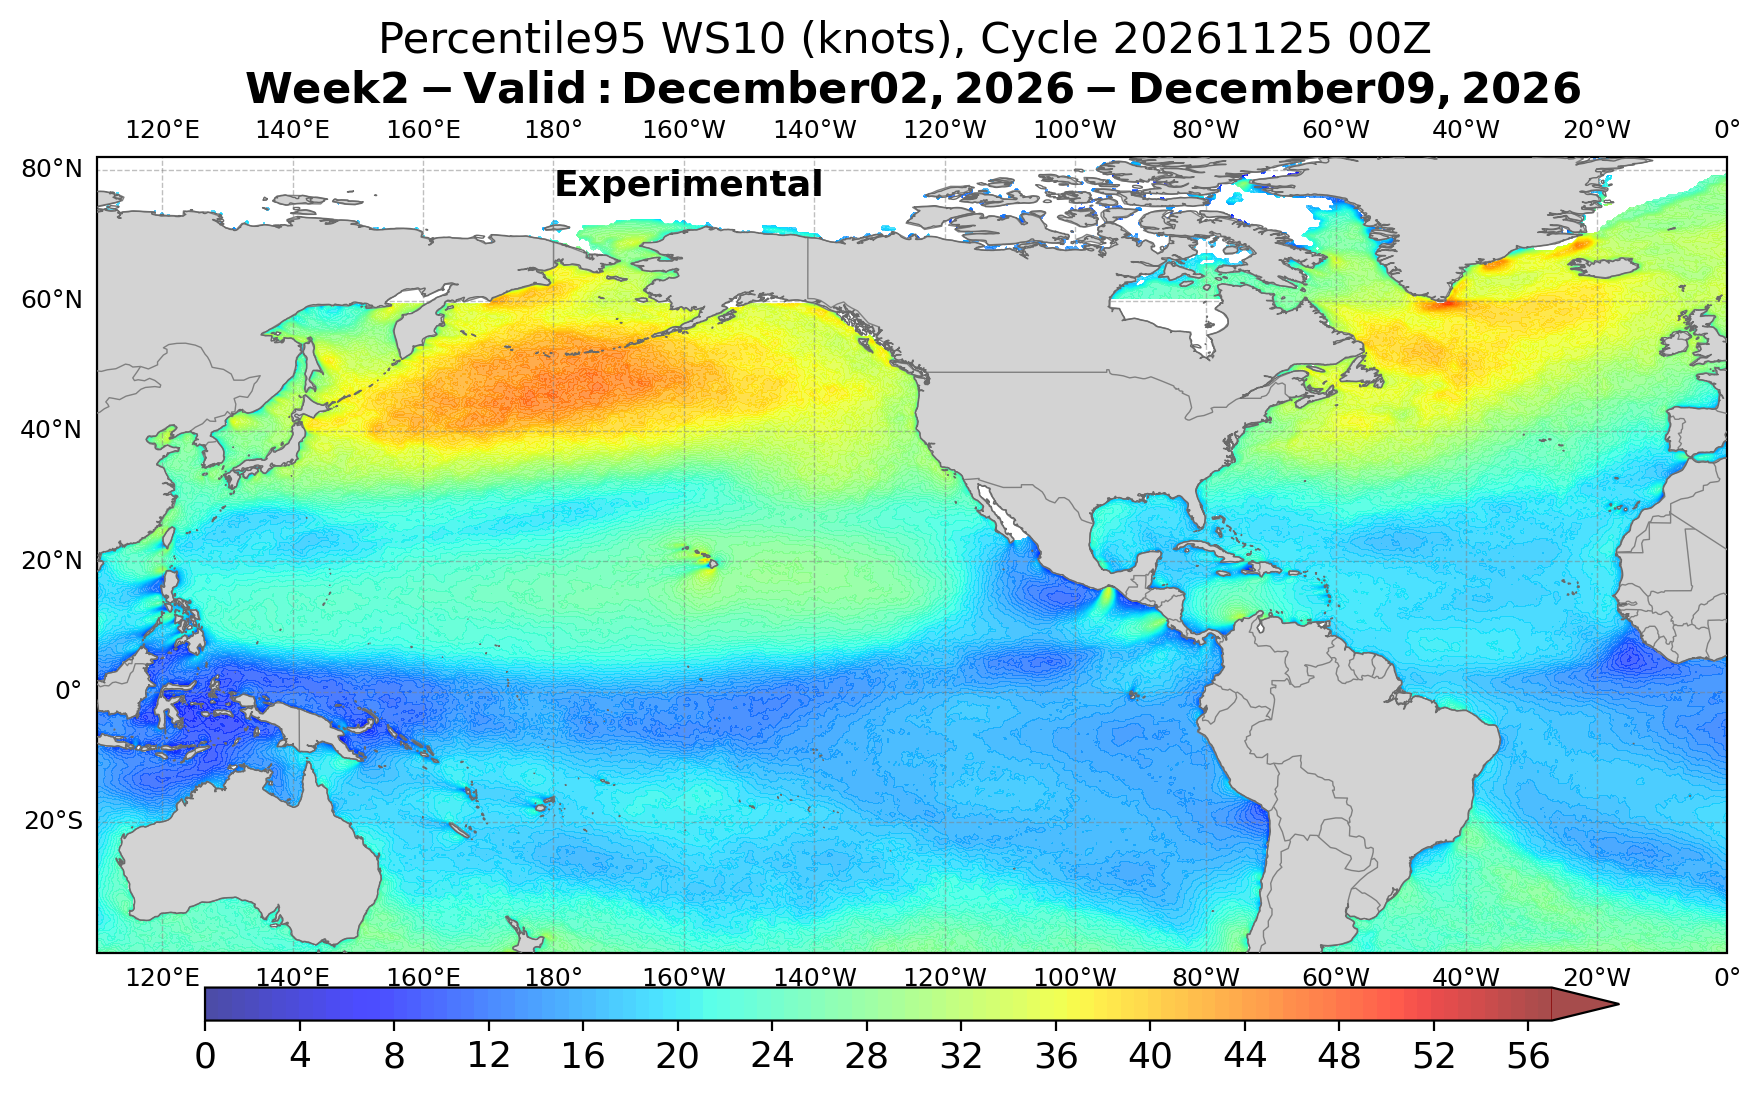 Percentile95 WS10 (knots), Cycle 20261125 00Z
Week2 − Valid : December02, 2026 − December09, 2026
120°E 140°E 160°E 180° 160°W 140°W 120°W 100°W 80°W 60°W 40°W 20°W 0°
80°N
Experimental
60°N
40°N
20°N
0°
20°S
120°E 140°E 160°E 180° 160°W 140°W 120°W 100°W 80°W 60°W 40°W 20°W 0°
0 4 8 12 16 20 24 28 32 36 40 44 48 52 56